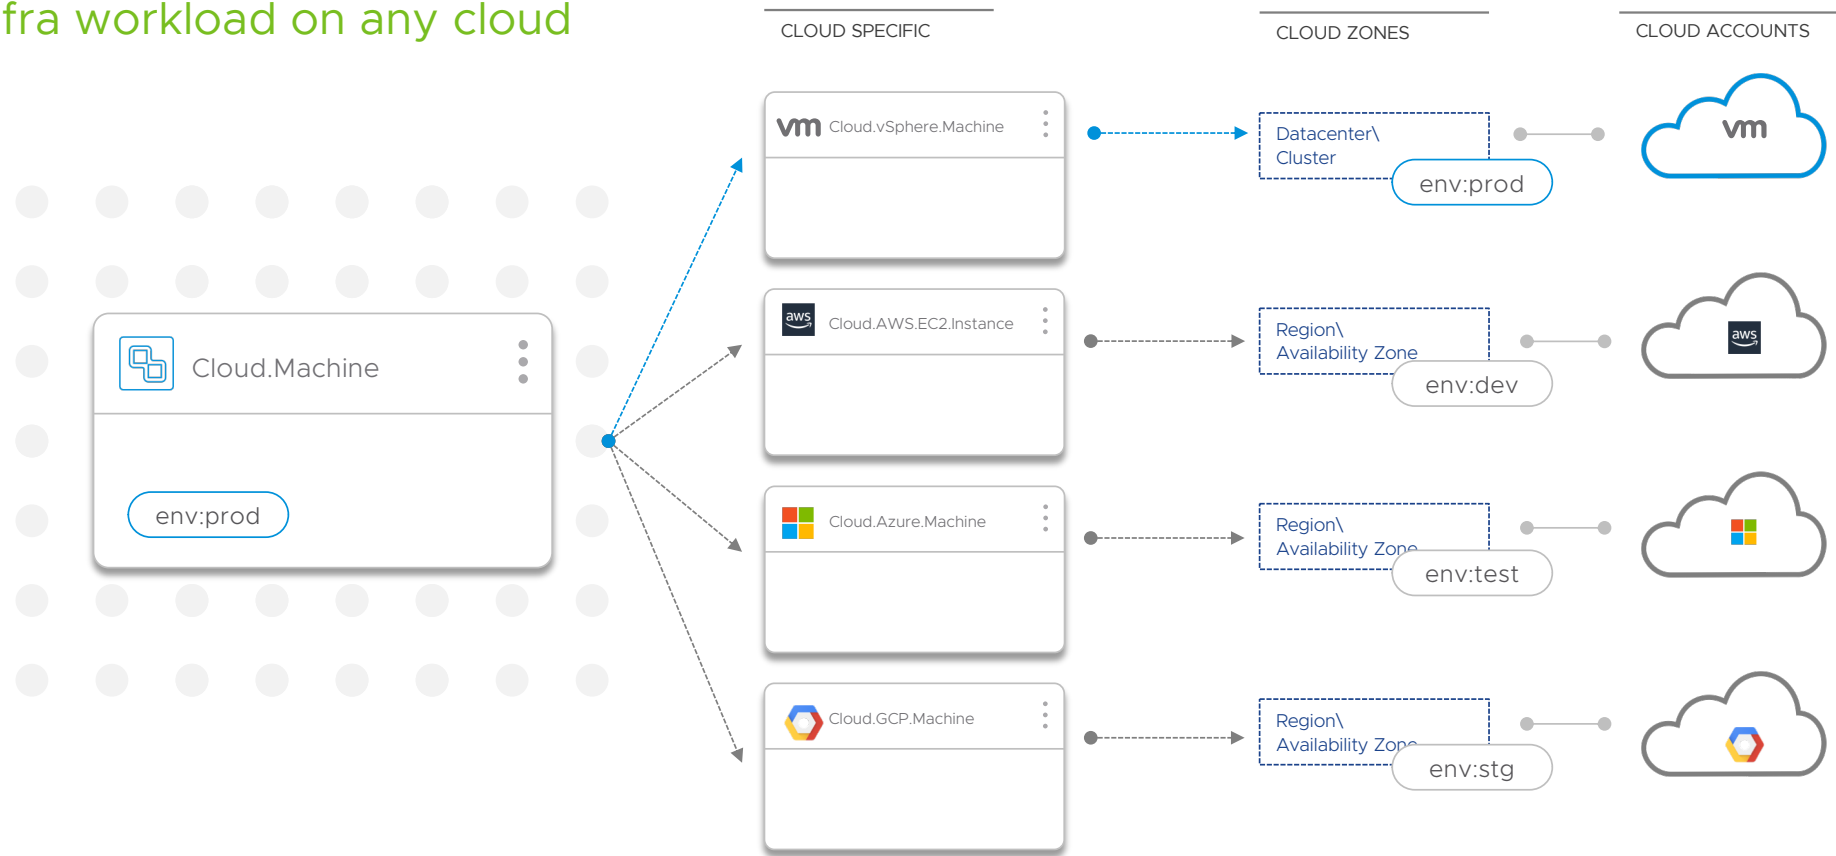 fra workload on any cloud
CLOUD SPECIFIC
CLOUD ZONES
CLOUD ACCOUNTS
Cloud.Machine
env:prod
vm Cloud.vSphere.Machine
Datacenter\
Cluster
env:prod
vm
aws Cloud.AWS.EC2.Instance
Region\
Availability Zone
env:dev
aws
Cloud.Azure.Machine
Region\
Availability Zone
env:test
Cloud.GCP.Machine
Region\
Availability Zone
env:stg